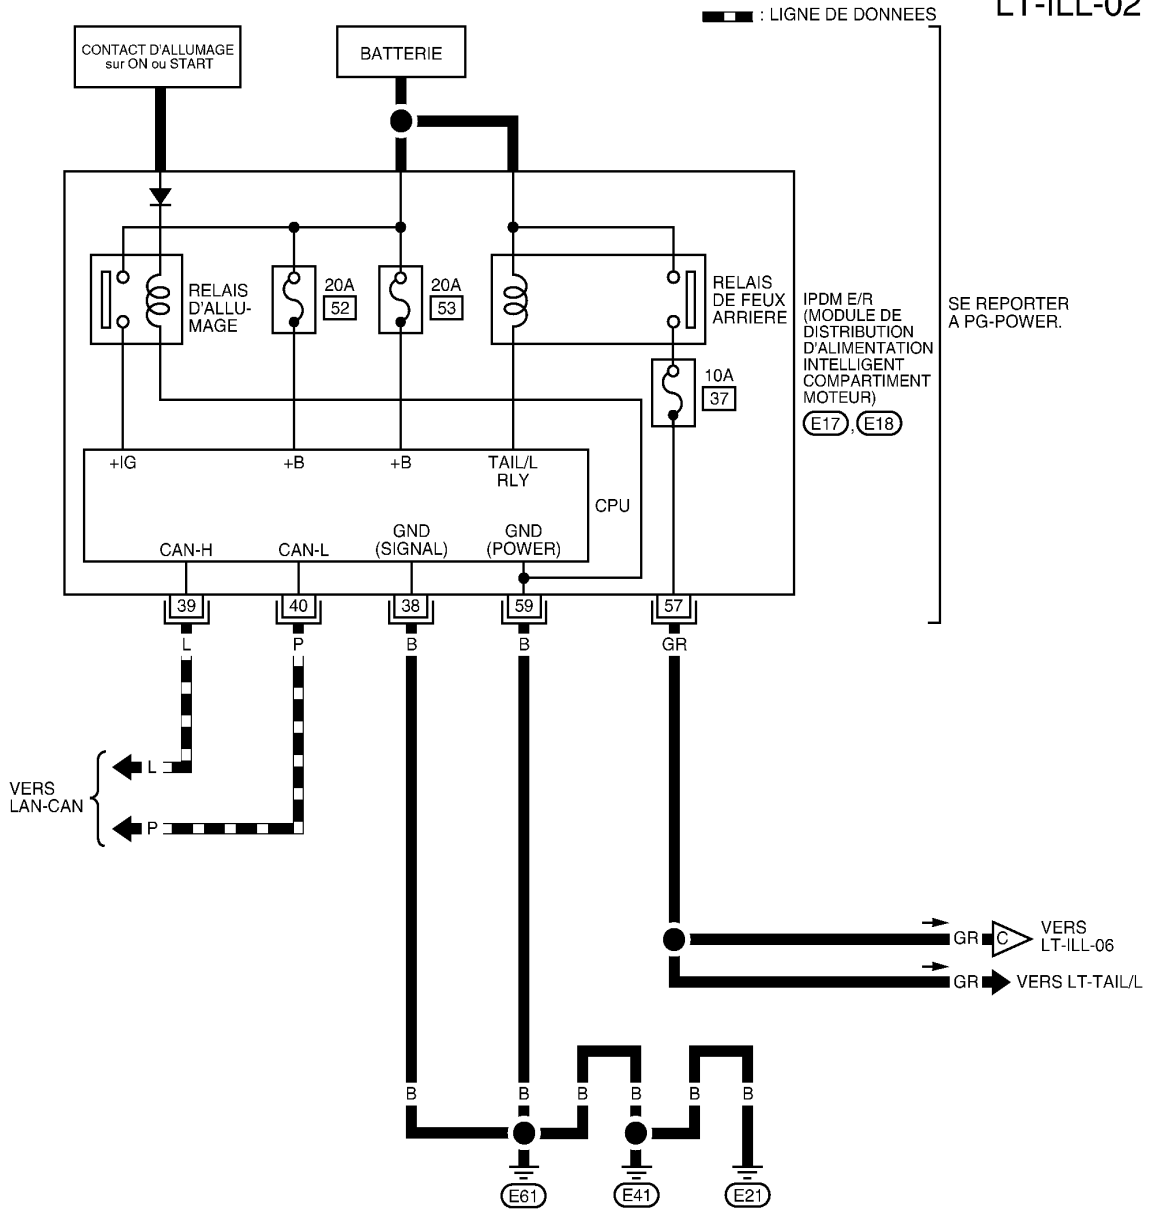 : LIGNE DE DONNEES
LT-ILL-02
CONTACT D'ALLUMAGE
sur ON ou START
BATTERIE
RELAIS
D'ALLU-
MAGE
20A
52
20A
53
RELAIS
DE FEUX
ARRIERE
10A
37
IPDM E/R
(MODULE DE
DISTRIBUTION
D'ALIMENTATION
INTELLIGENT
COMPARTIMENT
MOTEUR)
E17 , E18
SE REPORTER
A PG-POWER.
+IG
+B
+B
TAIL/L
RLY
CPU
CAN-H
CAN-L
GND
(SIGNAL)
GND
(POWER)
39
40
38
59
57
L
P
B
B
GR
L
P
VERS
LAN-CAN
GR
C
VERS
LT-ILL-06
GR
VERS LT-TAIL/L
B
B
B
B
B
B
E61
E41
E21